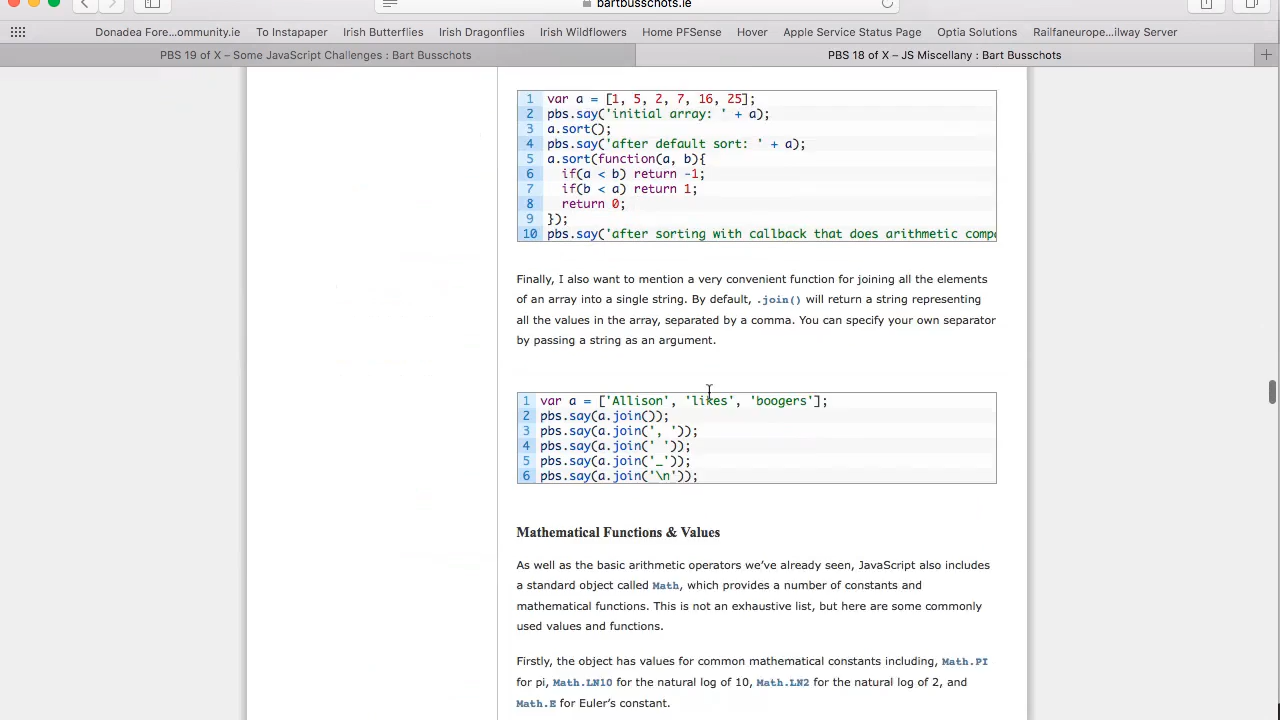 bartbusschots.ie
Donadea Fore...ommunity.ie To Instapaper Irish Butterflies Irish Dragonflies Irish Wildflowers Home PFSense Hover Apple Service Status Page Optia Solutions Railfaneurope...ilway Server
PBS 19 of X – Some JavaScript Challenges : Bart Busschots PBS 18 of X – JS Miscellany : Bart Busschots
1 var a = [1, 5, 2, 7, 16, 25];
2 pbs.say('initial array: ' + a);
3 a.sort();
4 pbs.say('after default sort: ' + a);
5 a.sort(function(a, b){
6 if(a < b) return -1;
7 if(b < a) return 1;
8 return 0;
9 });
10 pbs.say('after sorting with callback that does arithmetic comp
Finally, I also want to mention a very convenient function for joining all the elements
of an array into a single string. By default, .join() will return a string representing
all the values in the array, separated by a comma. You can specify your own separator
by passing a string as an argument.
1 var a = ['Allison', 'likes', 'boogers'];
2 pbs.say(a.join());
3 pbs.say(a.join(', '));
4 pbs.say(a.join(' '));
5 pbs.say(a.join('_'));
6 pbs.say(a.join('\n'));
Mathematical Functions & Values
As well as the basic arithmetic operators we've already seen, JavaScript also includes
a standard object called Math, which provides a number of constants and
mathematical functions. This is not an exhaustive list, but here are some commonly
used values and functions.
Firstly, the object has values for common mathematical constants including, Math.PI
for pi, Math.LN10 for the natural log of 10, Math.LN2 for the natural log of 2, and
Math.E for Euler's constant.